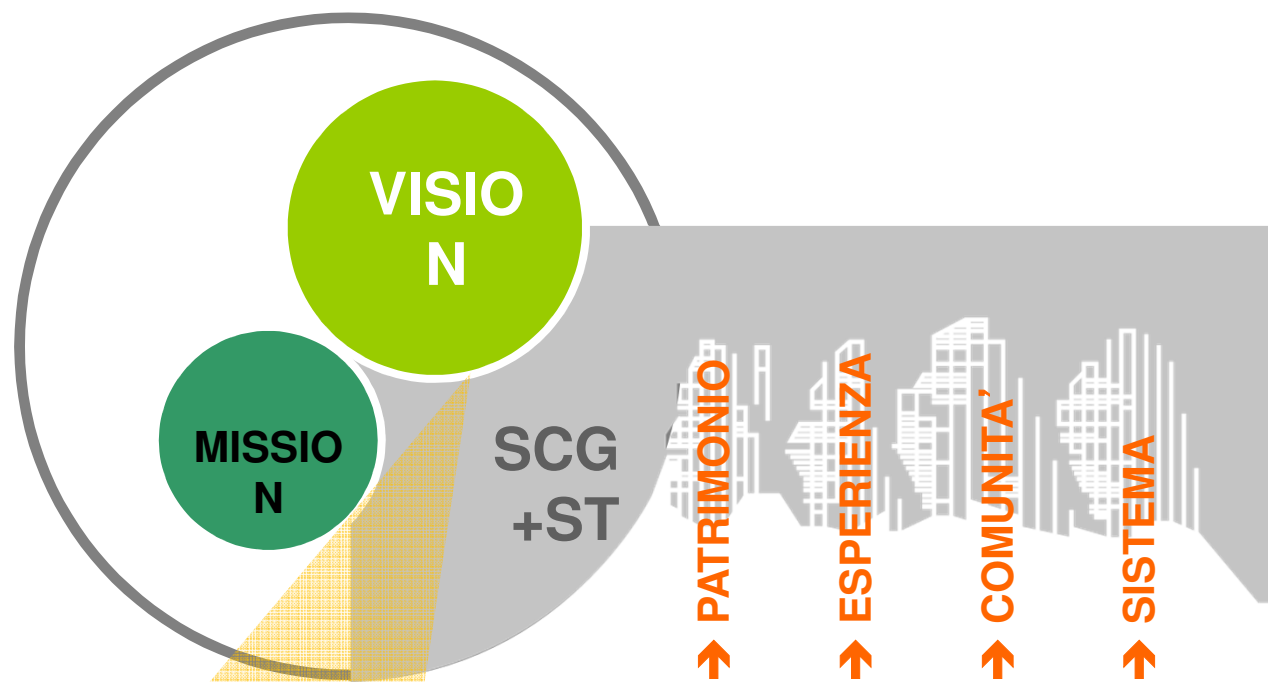 VISIO
N
MISSIO
N
SCG
+ST
PATRIMONIO
ESPERIENZA
COMUNITA’
SISTEMA